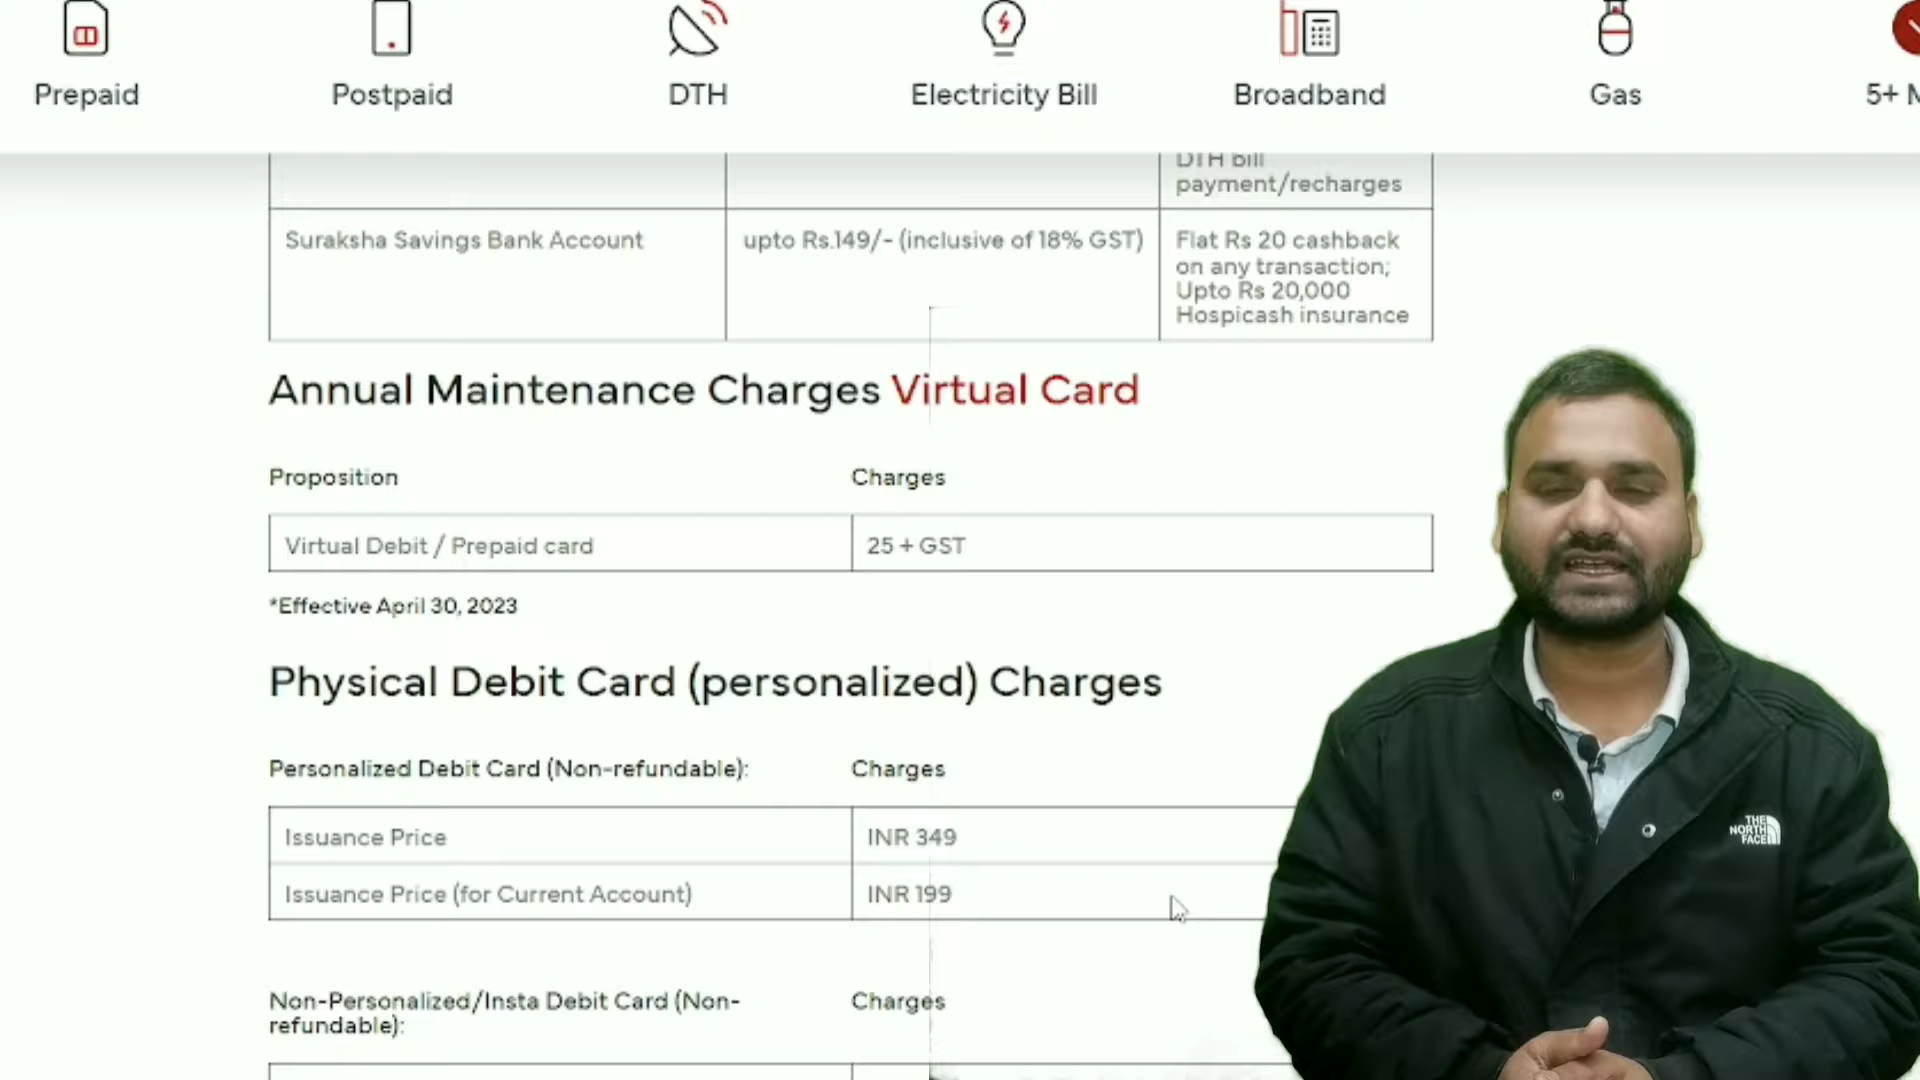 Prepaid
Postpaid
DTH
Electricity Bill
Broadband
Gas
5+
DTH bill
payment/recharges
Suraksha Savings Bank Account
upto Rs.149/- (inclusive of 18% GST)
Flat Rs 20 cashback
on any transaction;
Upto Rs 20,000
Hospicash insurance
Annual Maintenance Charges Virtual Card
Proposition
Charges
Virtual Debit / Prepaid card
25 + GST
*Effective April 30, 2023
Physical Debit Card (personalized) Charges
Personalized Debit Card (Non-refundable):
Charges
Issuance Price
INR 349
Issuance Price (for Current Account)
INR 199
Non-Personalized/Insta Debit Card (Non-
refundable):
Charges
THE
NORTH
FACE